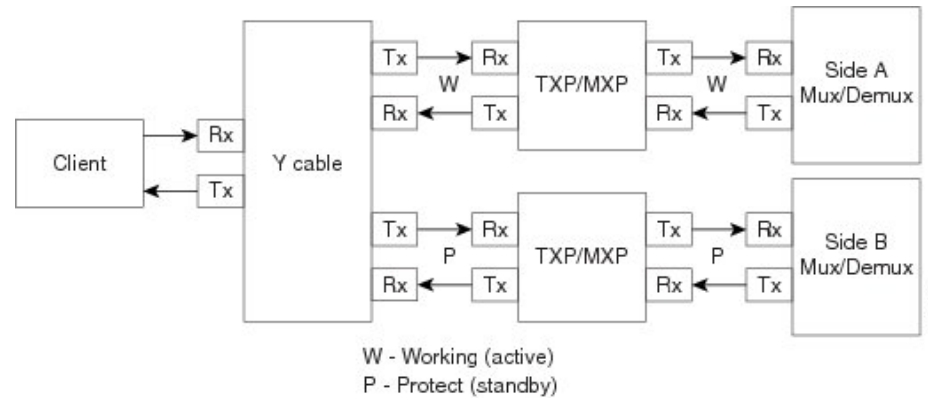 Tx Rx Tx Rx
W W
Rx Tx Rx Tx
TXP/MXP
Side A
Mux/Demux
Rx
Client
Y cable
Tx
Tx Rx Tx Rx
P P
Rx Tx Rx Tx
TXP/MXP
Side B
Mux/Demux
W - Working (active)
P - Protect (standby)